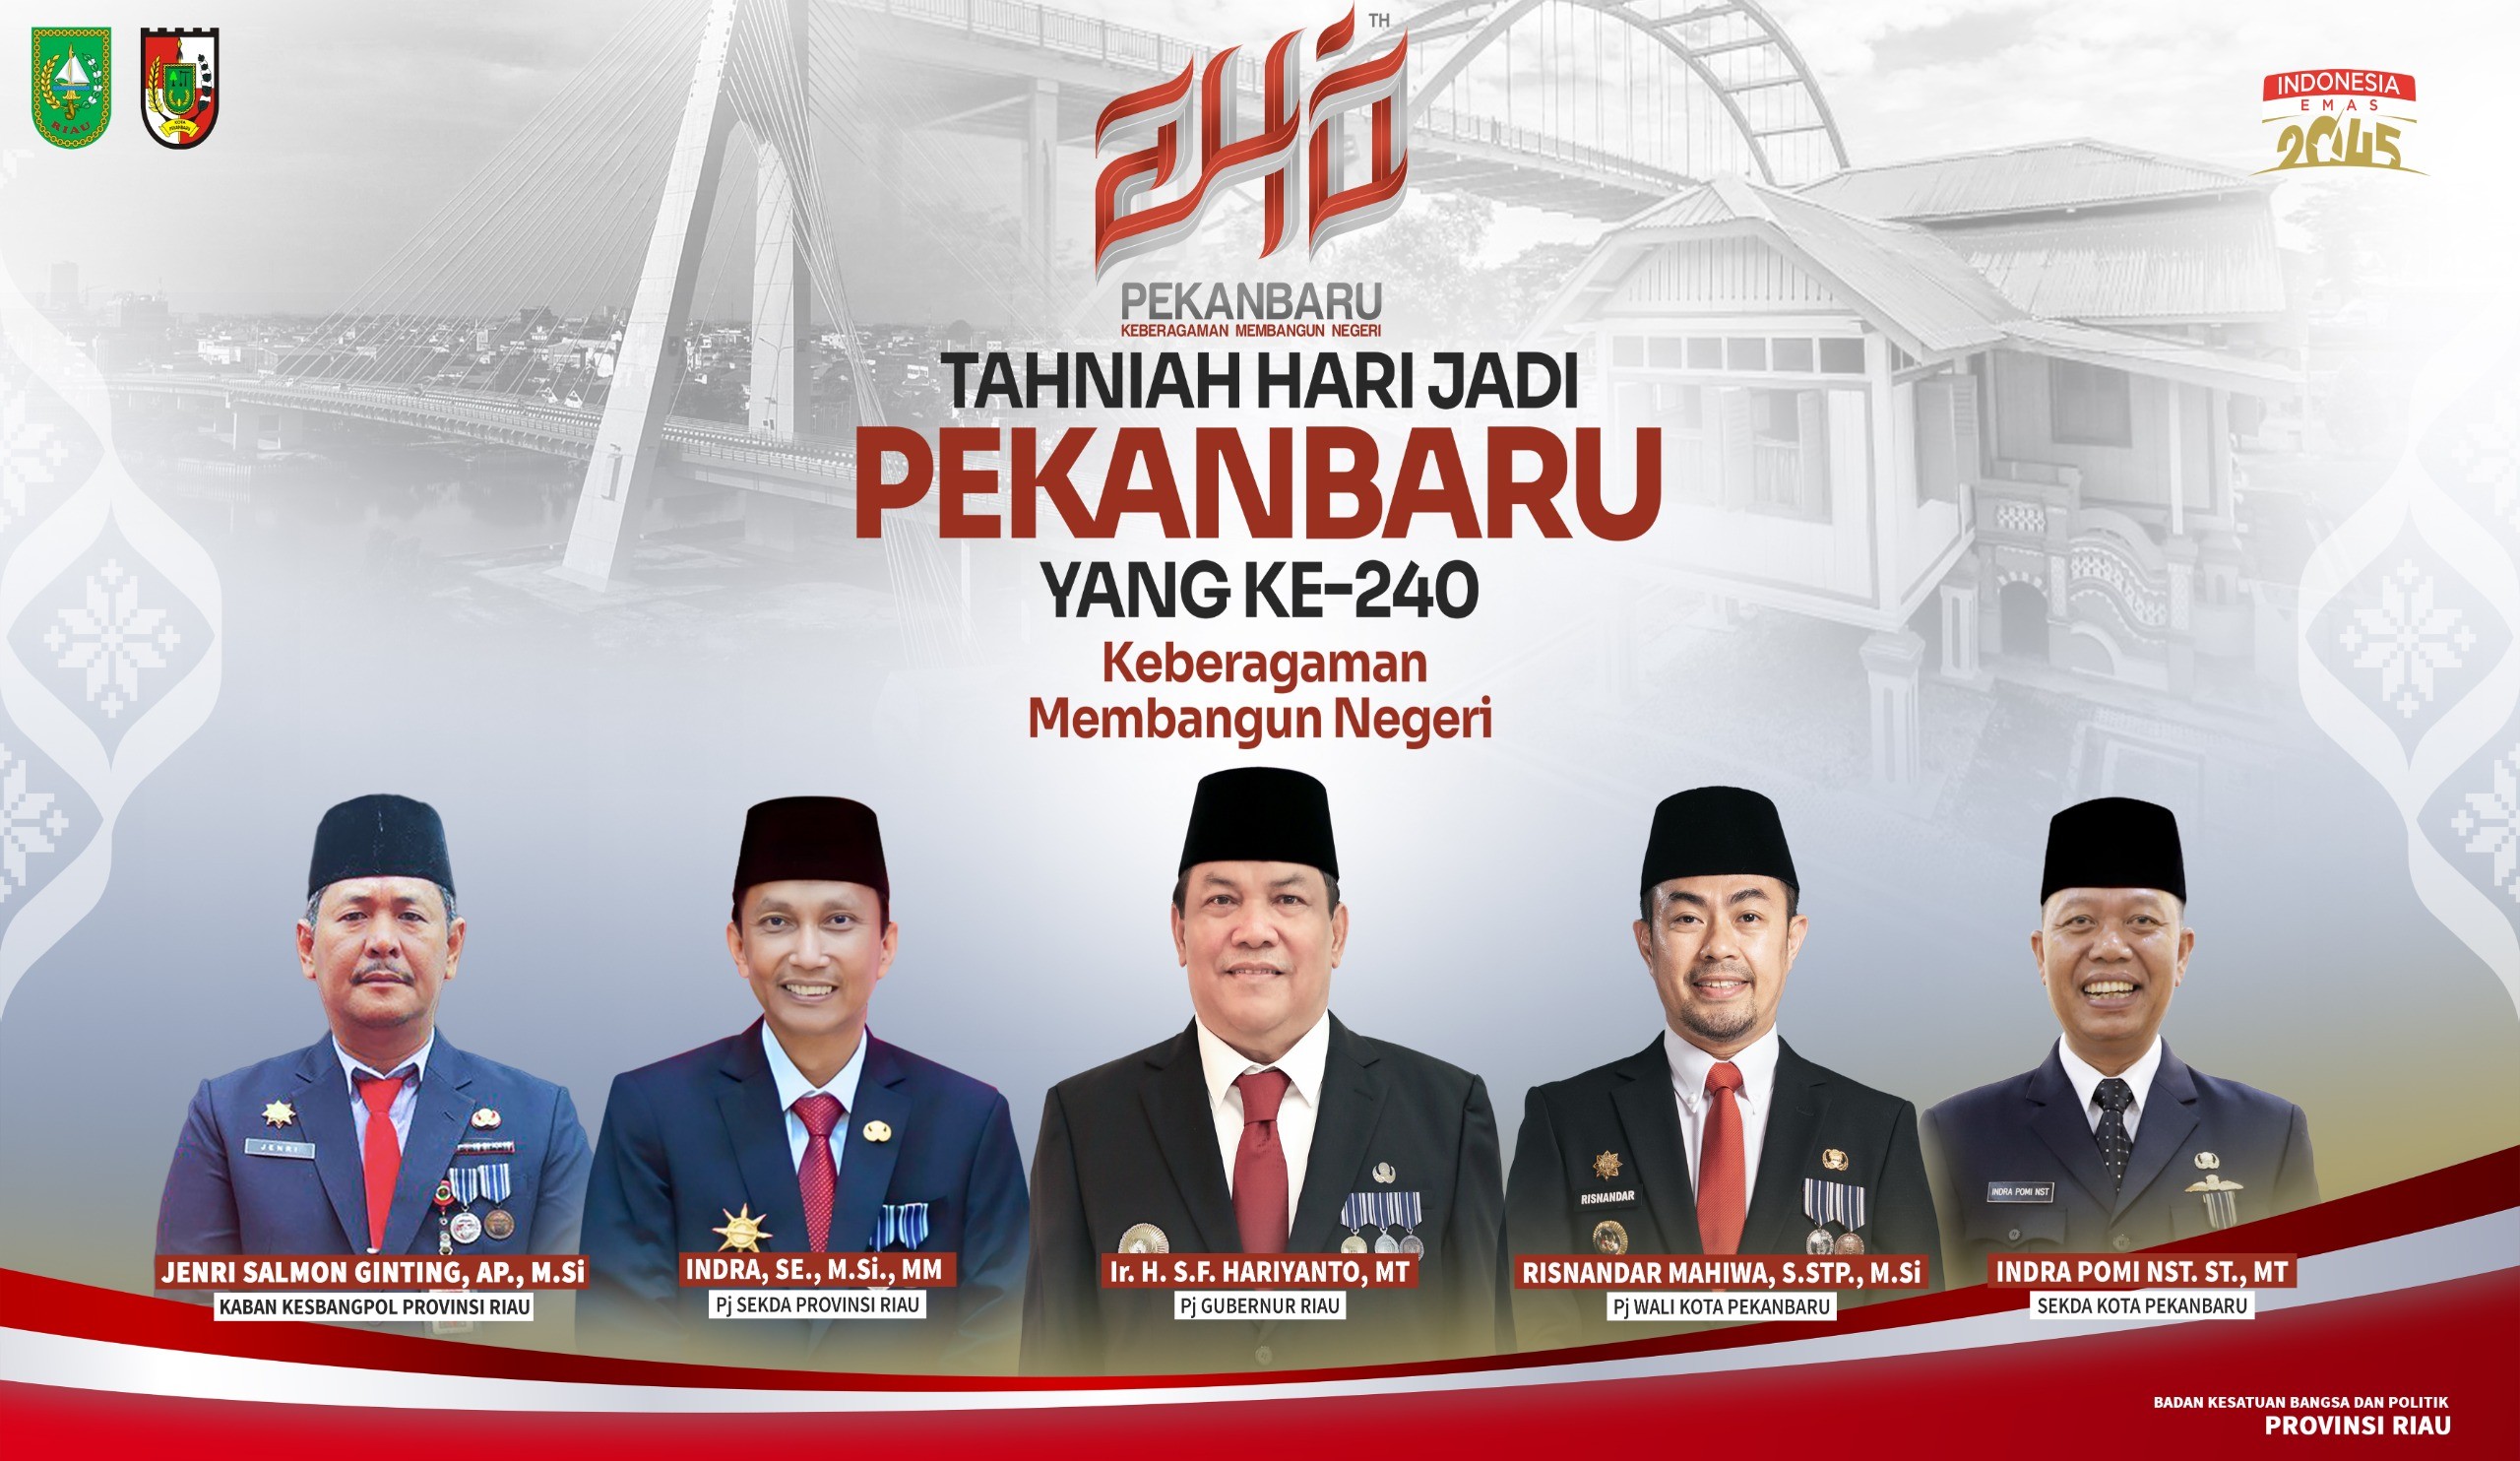 RIAU
KOTA
PEKANBARU
240
TH
PEKANBARU
KEBERAGAMAN MEMBANGUN NEGERI
INDONESIA
EMAS
2045
TAHNIAH HARI JADI
PEKANBARU
YANG KE-240
Keberagaman
Membangun Negeri
JENRI
RISNANDAR
INDRA POMI NST
JENRI SALMON GINTING, AP., M.Si
KABAN KESBANGPOL PROVINSI RIAU
INDRA, SE., M.Si., MM
Pj SEKDA PROVINSI RIAU
Ir. H. S.F. HARIYANTO, MT
Pj GUBERNUR RIAU
RISNANDAR MAHIWA, S.STP., M.Si
Pj WALI KOTA PEKANBARU
INDRA POMI NST. ST., MT
SEKDA KOTA PEKANBARU
BADAN KESATUAN BANGSA DAN POLITIK
PROVINSI RIAU